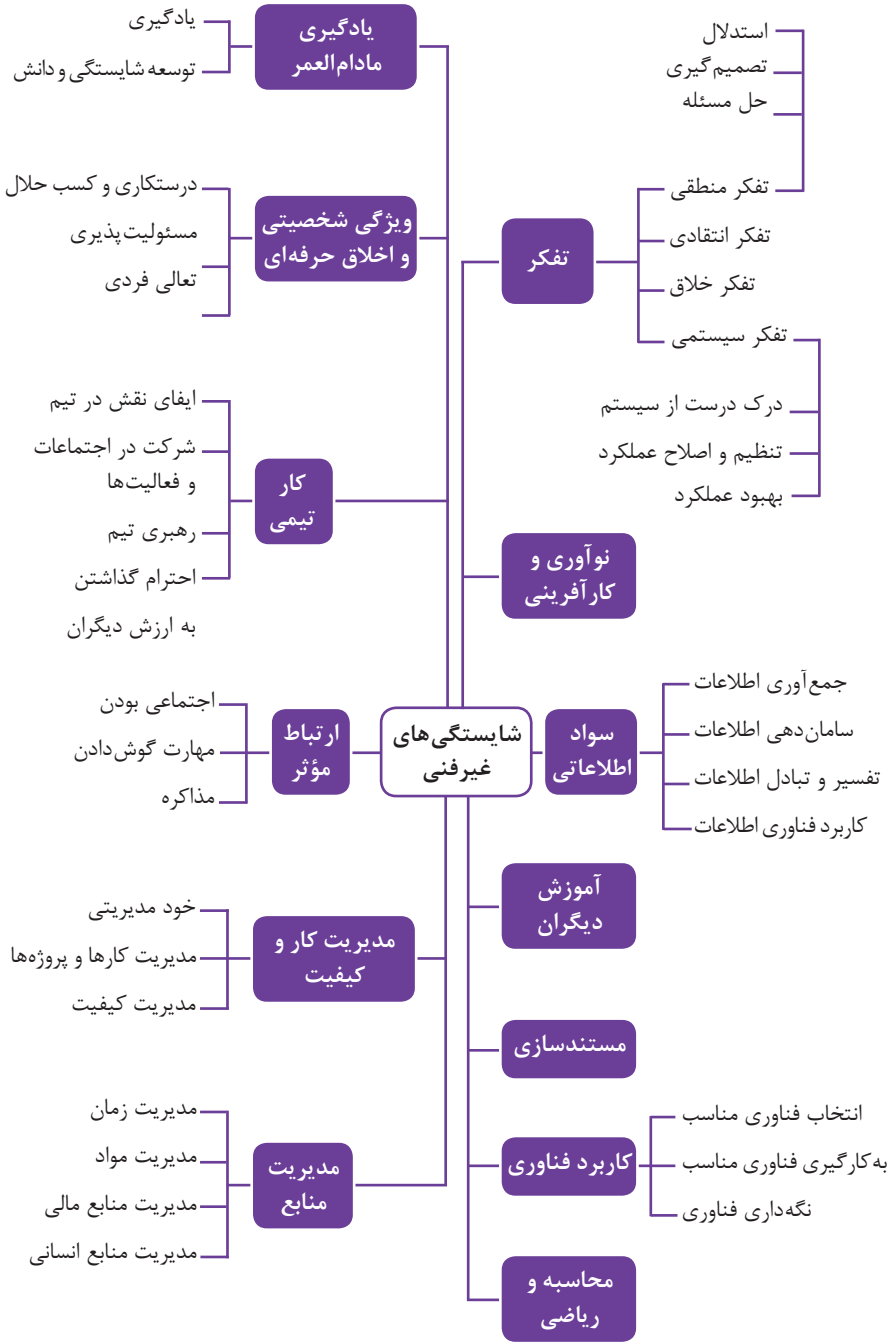 استدلال
تصمیم‌گیری
حل مسئله
تفکر منطقی
تفکر انتقادی
تفکر خلاق
تفکر سیستمی
درک درست از سیستم
تنظیم و اصلاح عملکرد
بهبود عملکرد
تفکر
نوآوری و
کارآفرینی
جمع‌آوری اطلاعات
سامان‌دهی اطلاعات
تفسیر و تبادل اطلاعات
کاربرد فناوری اطلاعات
سواد
اطلاعاتی
آموزش
دیگران
مستندسازی
انتخاب فناوری مناسب
به‌کارگیری فناوری مناسب
نگه‌داری فناوری
کاربرد فناوری
محاسبه و
ریاضی
شایستگی‌های
غیرفنی
یادگیری
مادام‌العمر
یادگیری
توسعه شایستگی و دانش
ویژگی شخصیتی
و اخلاق حرفه‌ای
درستکاری و کسب حلال
مسئولیت‌پذیری
تعالی فردی
کار
تیمی
ایفای نقش در تیم
شرکت در اجتماعات
و فعالیت‌ها
رهبری تیم
احترام گذاشتن
به ارزش دیگران
ارتباط
مؤثر
اجتماعی بودن
مهارت گوش‌دادن
مذاکره
مدیریت کار و
کیفیت
خود مدیریتی
مدیریت کارها و پروژه‌ها
مدیریت کیفیت
مدیریت
منابع
مدیریت زمان
مدیریت مواد
مدیریت منابع مالی
مدیریت منابع انسانی